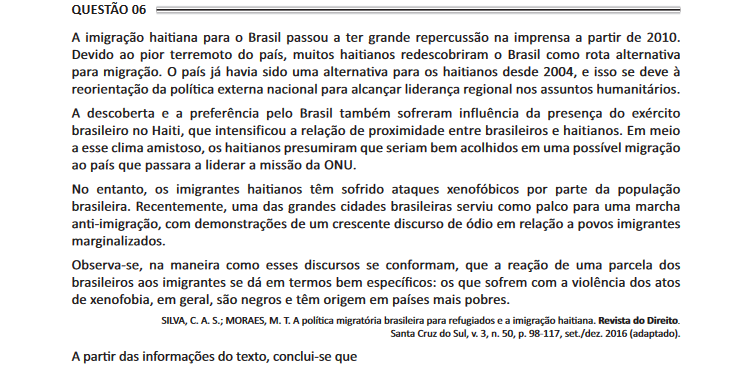 QUESTÃO 06
A imigração haitiana para o Brasil passou a ter grande repercussão na imprensa a partir de 2010.
Devido ao pior terremoto do país, muitos haitianos redescobriram o Brasil como rota alternativa
para migração. O país já havia sido uma alternativa para os haitianos desde 2004, e isso se deve à
reorientação da política externa nacional para alcançar liderança regional nos assuntos humanitários.
A descoberta e a preferência pelo Brasil também sofreram influência da presença do exército
brasileiro no Haiti, que intensificou a relação de proximidade entre brasileiros e haitianos. Em meio
a esse clima amistoso, os haitianos presumiram que seriam bem acolhidos em uma possível migração
ao país que passara a liderar a missão da ONU.
No entanto, os imigrantes haitianos têm sofrido ataques xenofóbicos por parte da população
brasileira. Recentemente, uma das grandes cidades brasileiras serviu como palco para uma marcha
anti-imigração, com demonstrações de um crescente discurso de ódio em relação a povos imigrantes
marginalizados.
Observa-se, na maneira como esses discursos se conformam, que a reação de uma parcela dos
brasileiros aos imigrantes se dá em termos bem específicos: os que sofrem com a violência dos atos
de xenofobia, em geral, são negros e têm origem em países mais pobres.
SILVA, C. A. S.; MORAES, M. T. A política migratória brasileira para refugiados e a imigração haitiana. Revista do Direito.
Santa Cruz do Sul, v. 3, n. 50, p. 98-117, set./dez. 2016 (adaptado).
A partir das informações do texto, conclui-se que